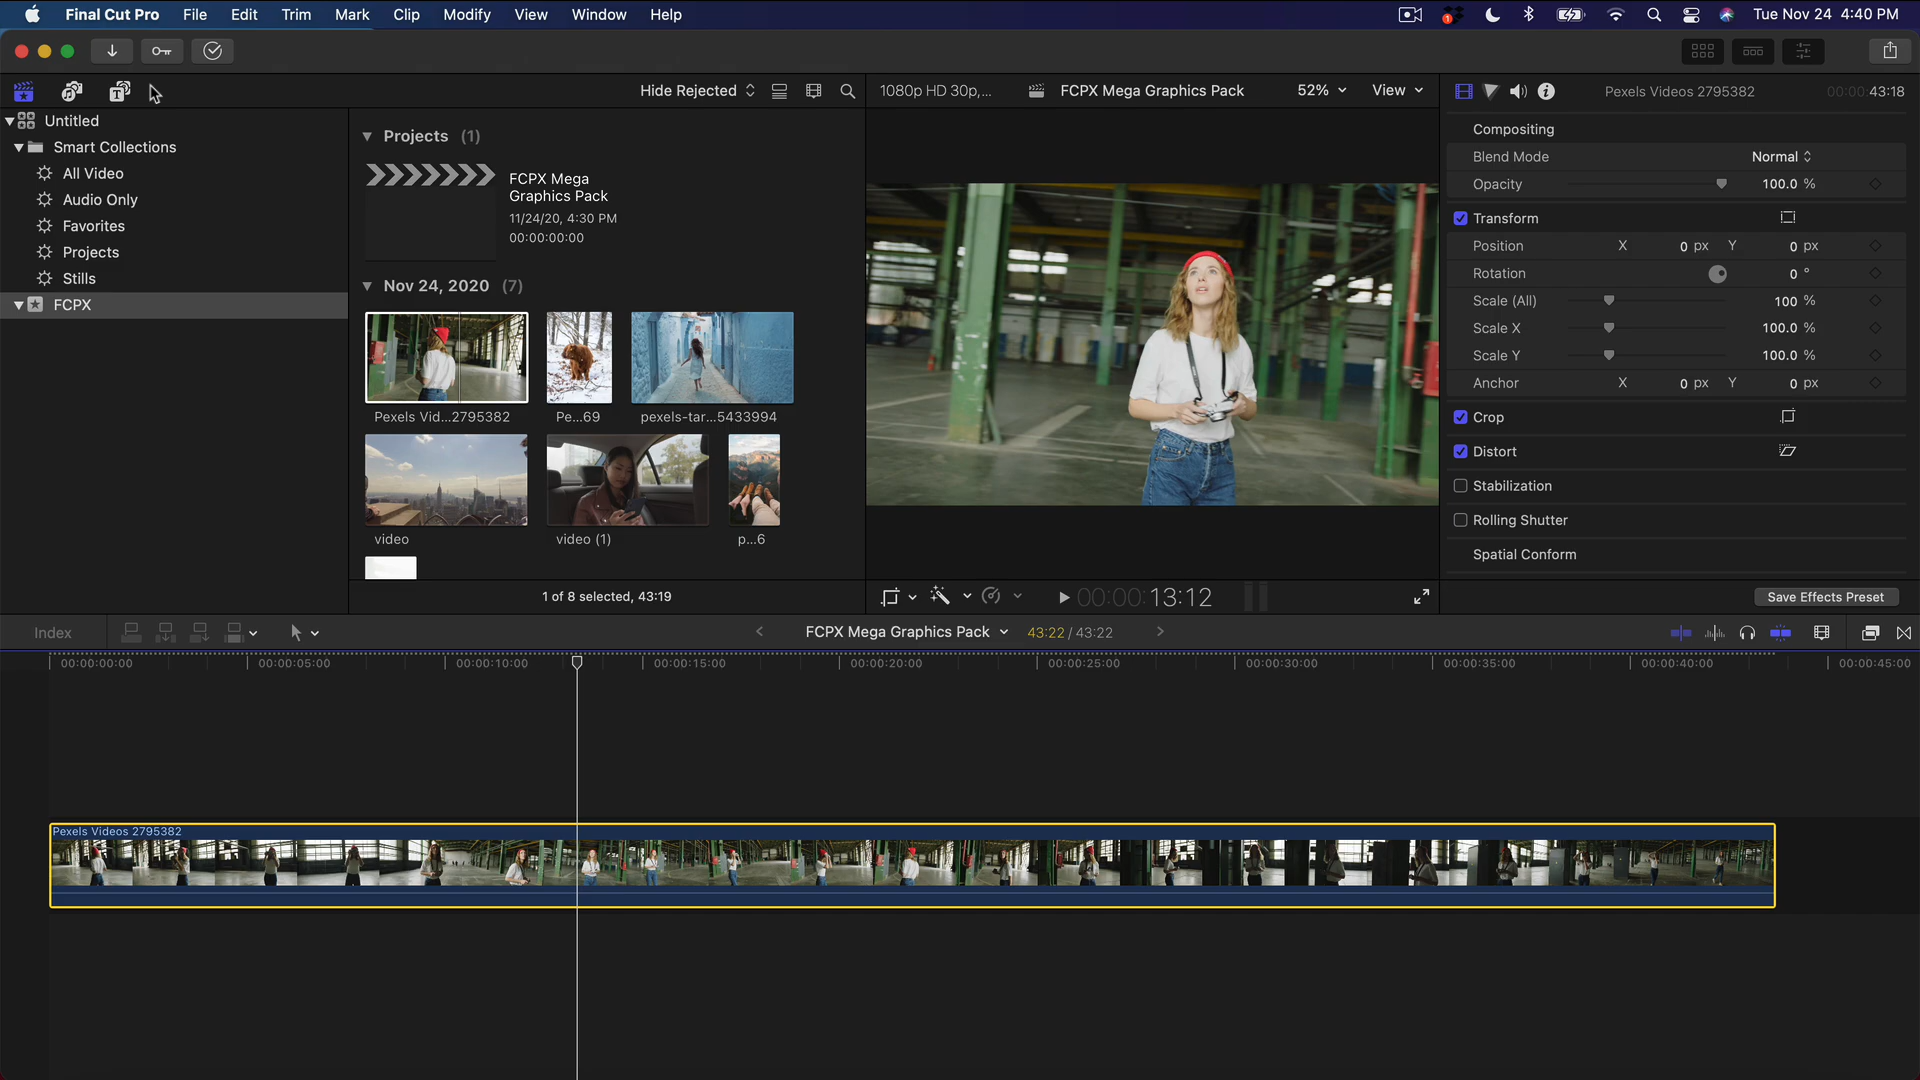 Final Cut Pro File Edit Trim Mark Clip Modify View Window Help
1 Tue Nov 24 4:40 PM
Hide Rejected
1080p HD 30p,... FCPX Mega Graphics Pack 52% View
Pexels Videos 2795382 00:00:43:18
Untitled
Smart Collections
All Video
Audio Only
Favorites
Projects
Stills
FCPX
Projects (1)
FCPX Mega
Graphics Pack
11/24/20, 4:30 PM
00:00:00:00
Nov 24, 2020 (7)
Pexels Vid...2795382 Pe...69 pexels-tar...5433994
video video (1) p...6
1 of 8 selected, 43:19
00:00:00:13:12
Compositing
Blend Mode Normal
Opacity 100.0 %
Transform
Position X 0 px Y 0 px
Rotation 0 °
Scale (All) 100 %
Scale X 100.0 %
Scale Y 100.0 %
Anchor X 0 px Y 0 px
Crop
Distort
Stabilization
Rolling Shutter
Spatial Conform
Save Effects Preset
Index FCPX Mega Graphics Pack 43:22 / 43:22
00:00:00:00 00:00:05:00 00:00:10:00 00:00:15:00 00:00:20:00 00:00:25:00 00:00:30:00 00:00:35:00 00:00:40:00 00:00:45:00
Pexels Videos 2795382